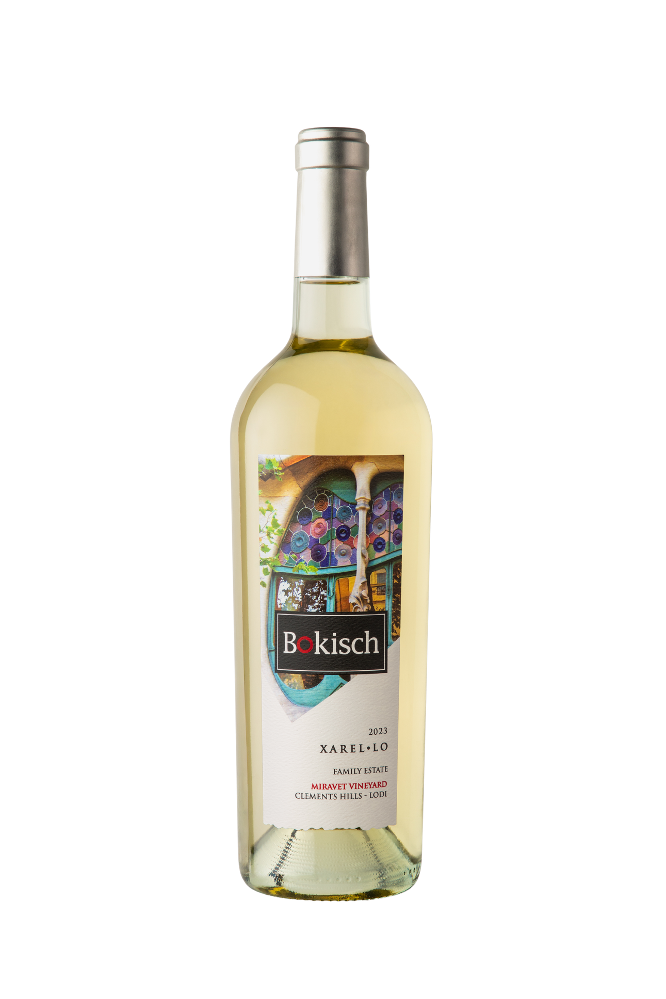 Bokisch
2023
XAREL•LO
FAMILY ESTATE
MIRAVET VINEYARD
CLEMENTS HILLS - LODI